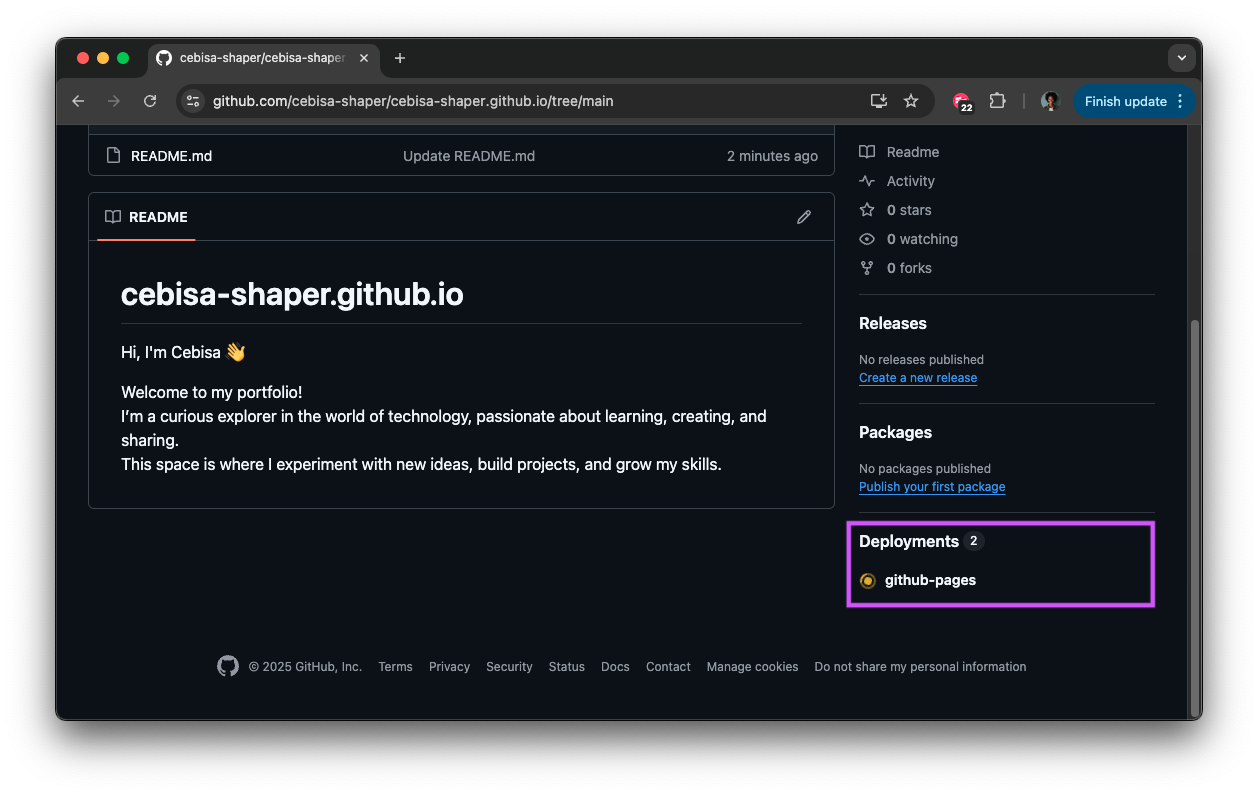 cebisa-shaper/cebisa-shaper
github.com/cebisa-shaper/cebisa-shaper.github.io/tree/main
22
Finish update
README.md Update README.md 2 minutes ago
README
cebisa-shaper.github.io
Hi, I'm Cebisa 👋
Welcome to my portfolio!
I’m a curious explorer in the world of technology, passionate about learning, creating, and
sharing.
This space is where I experiment with new ideas, build projects, and grow my skills.
Readme
Activity
0 stars
0 watching
0 forks
Releases
No releases published
Create a new release
Packages
No packages published
Publish your first package
Deployments 2
github-pages
© 2025 GitHub, Inc. Terms Privacy Security Status Docs Contact Manage cookies Do not share my personal information